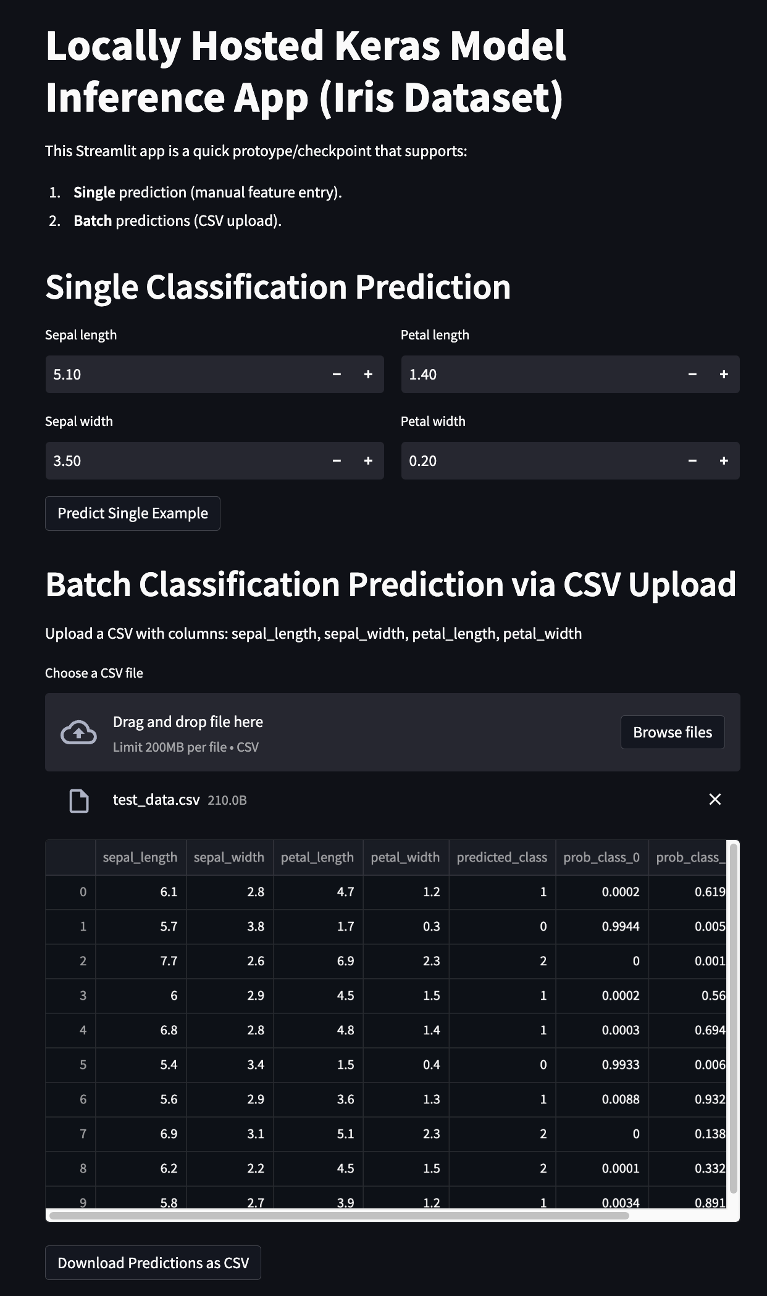 Locally Hosted Keras Model
Inference App (Iris Dataset)
This Streamlit app is a quick protoype/checkpoint that supports:
1. Single prediction (manual feature entry).
2. Batch predictions (CSV upload).
Single Classification Prediction
Sepal length Petal length
5.10 − + 1.40 − +
Sepal width Petal width
3.50 − + 0.20 − +
Predict Single Example
Batch Classification Prediction via CSV Upload
Upload a CSV with columns: sepal_length, sepal_width, petal_length, petal_width
Choose a CSV file
Drag and drop file here
Limit 200MB per file • CSV
Browse files
test_data.csv 210.0B
sepal_length sepal_width petal_length petal_width predicted_class prob_class_0 prob_class_
0 6.1 2.8 4.7 1.2 1 0.0002 0.619
1 5.7 3.8 1.7 0.3 0 0.9944 0.005
2 7.7 2.6 6.9 2.3 2 0 0.001
3 6 2.9 4.5 1.5 1 0.0002 0.56
4 6.8 2.8 4.8 1.4 1 0.0003 0.694
5 5.4 3.4 1.5 0.4 0 0.9933 0.006
6 5.6 2.9 3.6 1.3 1 0.0088 0.932
7 6.9 3.1 5.1 2.3 2 0 0.138
8 6.2 2.2 4.5 1.5 2 0.0001 0.332
9 5.8 2.7 3.9 1.2 1 0.0034 0.891
Download Predictions as CSV